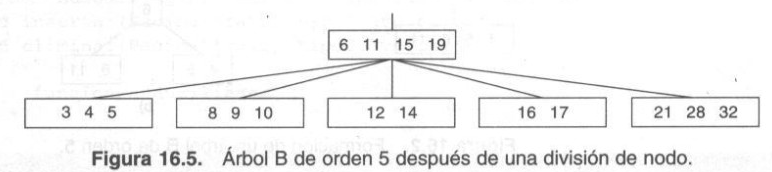 6 11 15 19
3 4 5 8 9 10 12 14 16 17 21 28 32
Figura 16.5. Árbol B de orden 5 después de una división de nodo.